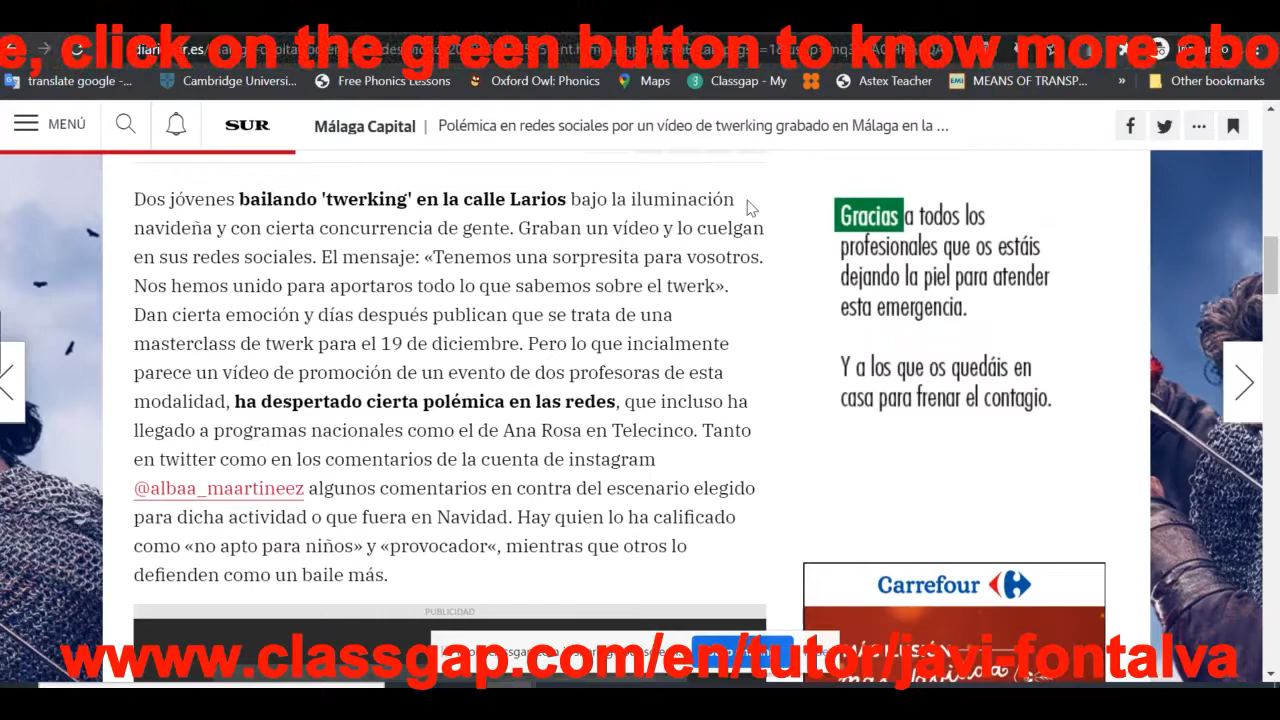 e, click on the green button to know more abo
translate google -...
Cambridge Universi...
Free Phonics Lessons
Oxford Owl: Phonics
Maps
Classgap - My
Astex Teacher
MEANS OF TRANSP...
»
Other bookmarks
MENÚ
SUR
Málaga Capital | Polémica en redes sociales por un vídeo de twerking grabado en Málaga en la ...
Dos jóvenes bailando 'twerking' en la calle Larios bajo la iluminación
navideña y con cierta concurrencia de gente. Graban un vídeo y lo cuelgan
en sus redes sociales. El mensaje: «Tenemos una sorpresita para vosotros.
Nos hemos unido para aportaros todo lo que sabemos sobre el twerk».
Dan cierta emoción y días después publican que se trata de una
masterclass de twerk para el 19 de diciembre. Pero lo que incialmente
parece un vídeo de promoción de un evento de dos profesoras de esta
modalidad, ha despertado cierta polémica en las redes, que incluso ha
llegado a programas nacionales como el de Ana Rosa en Telecinco. Tanto
en twitter como en los comentarios de la cuenta de instagram
@albaa_maartineez algunos comentarios en contra del escenario elegido
para dicha actividad o que fuera en Navidad. Hay quien lo ha calificado
como «no apto para niños» y «provocador«, mientras que otros lo
defienden como un baile más.
PUBLICIDAD
Gracias a todos los
profesionales que os estáis
dejando la piel para atender
esta emergencia.
Y a los que os quedáis en
casa para frenar el contagio.
Carrefour
www.classgap.com/en/tutor/javi-fontalva